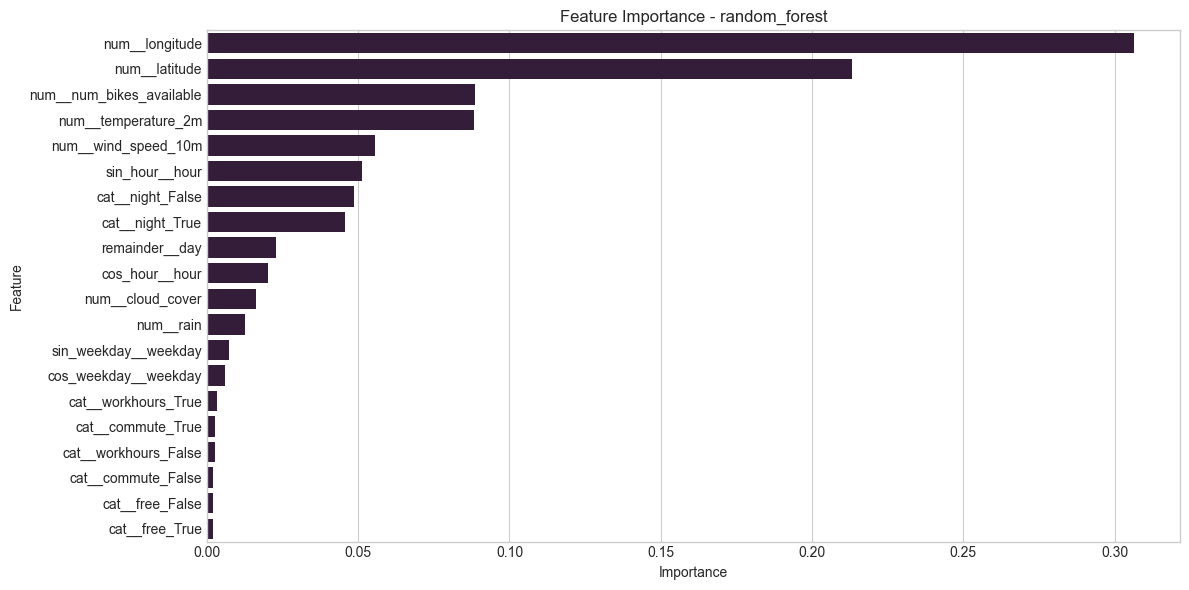 Feature Importance - random_forest
Feature
num__longitude
num__latitude
num__num_bikes_available
num__temperature_2m
num__wind_speed_10m
sin_hour__hour
cat__night_False
cat__night_True
remainder__day
cos_hour__hour
num__cloud_cover
num__rain
sin_weekday__weekday
cos_weekday__weekday
cat__workhours_True
cat__commute_True
cat__workhours_False
cat__commute_False
cat__free_False
cat__free_True
0.00 0.05 0.10 0.15 0.20 0.25 0.30
Importance